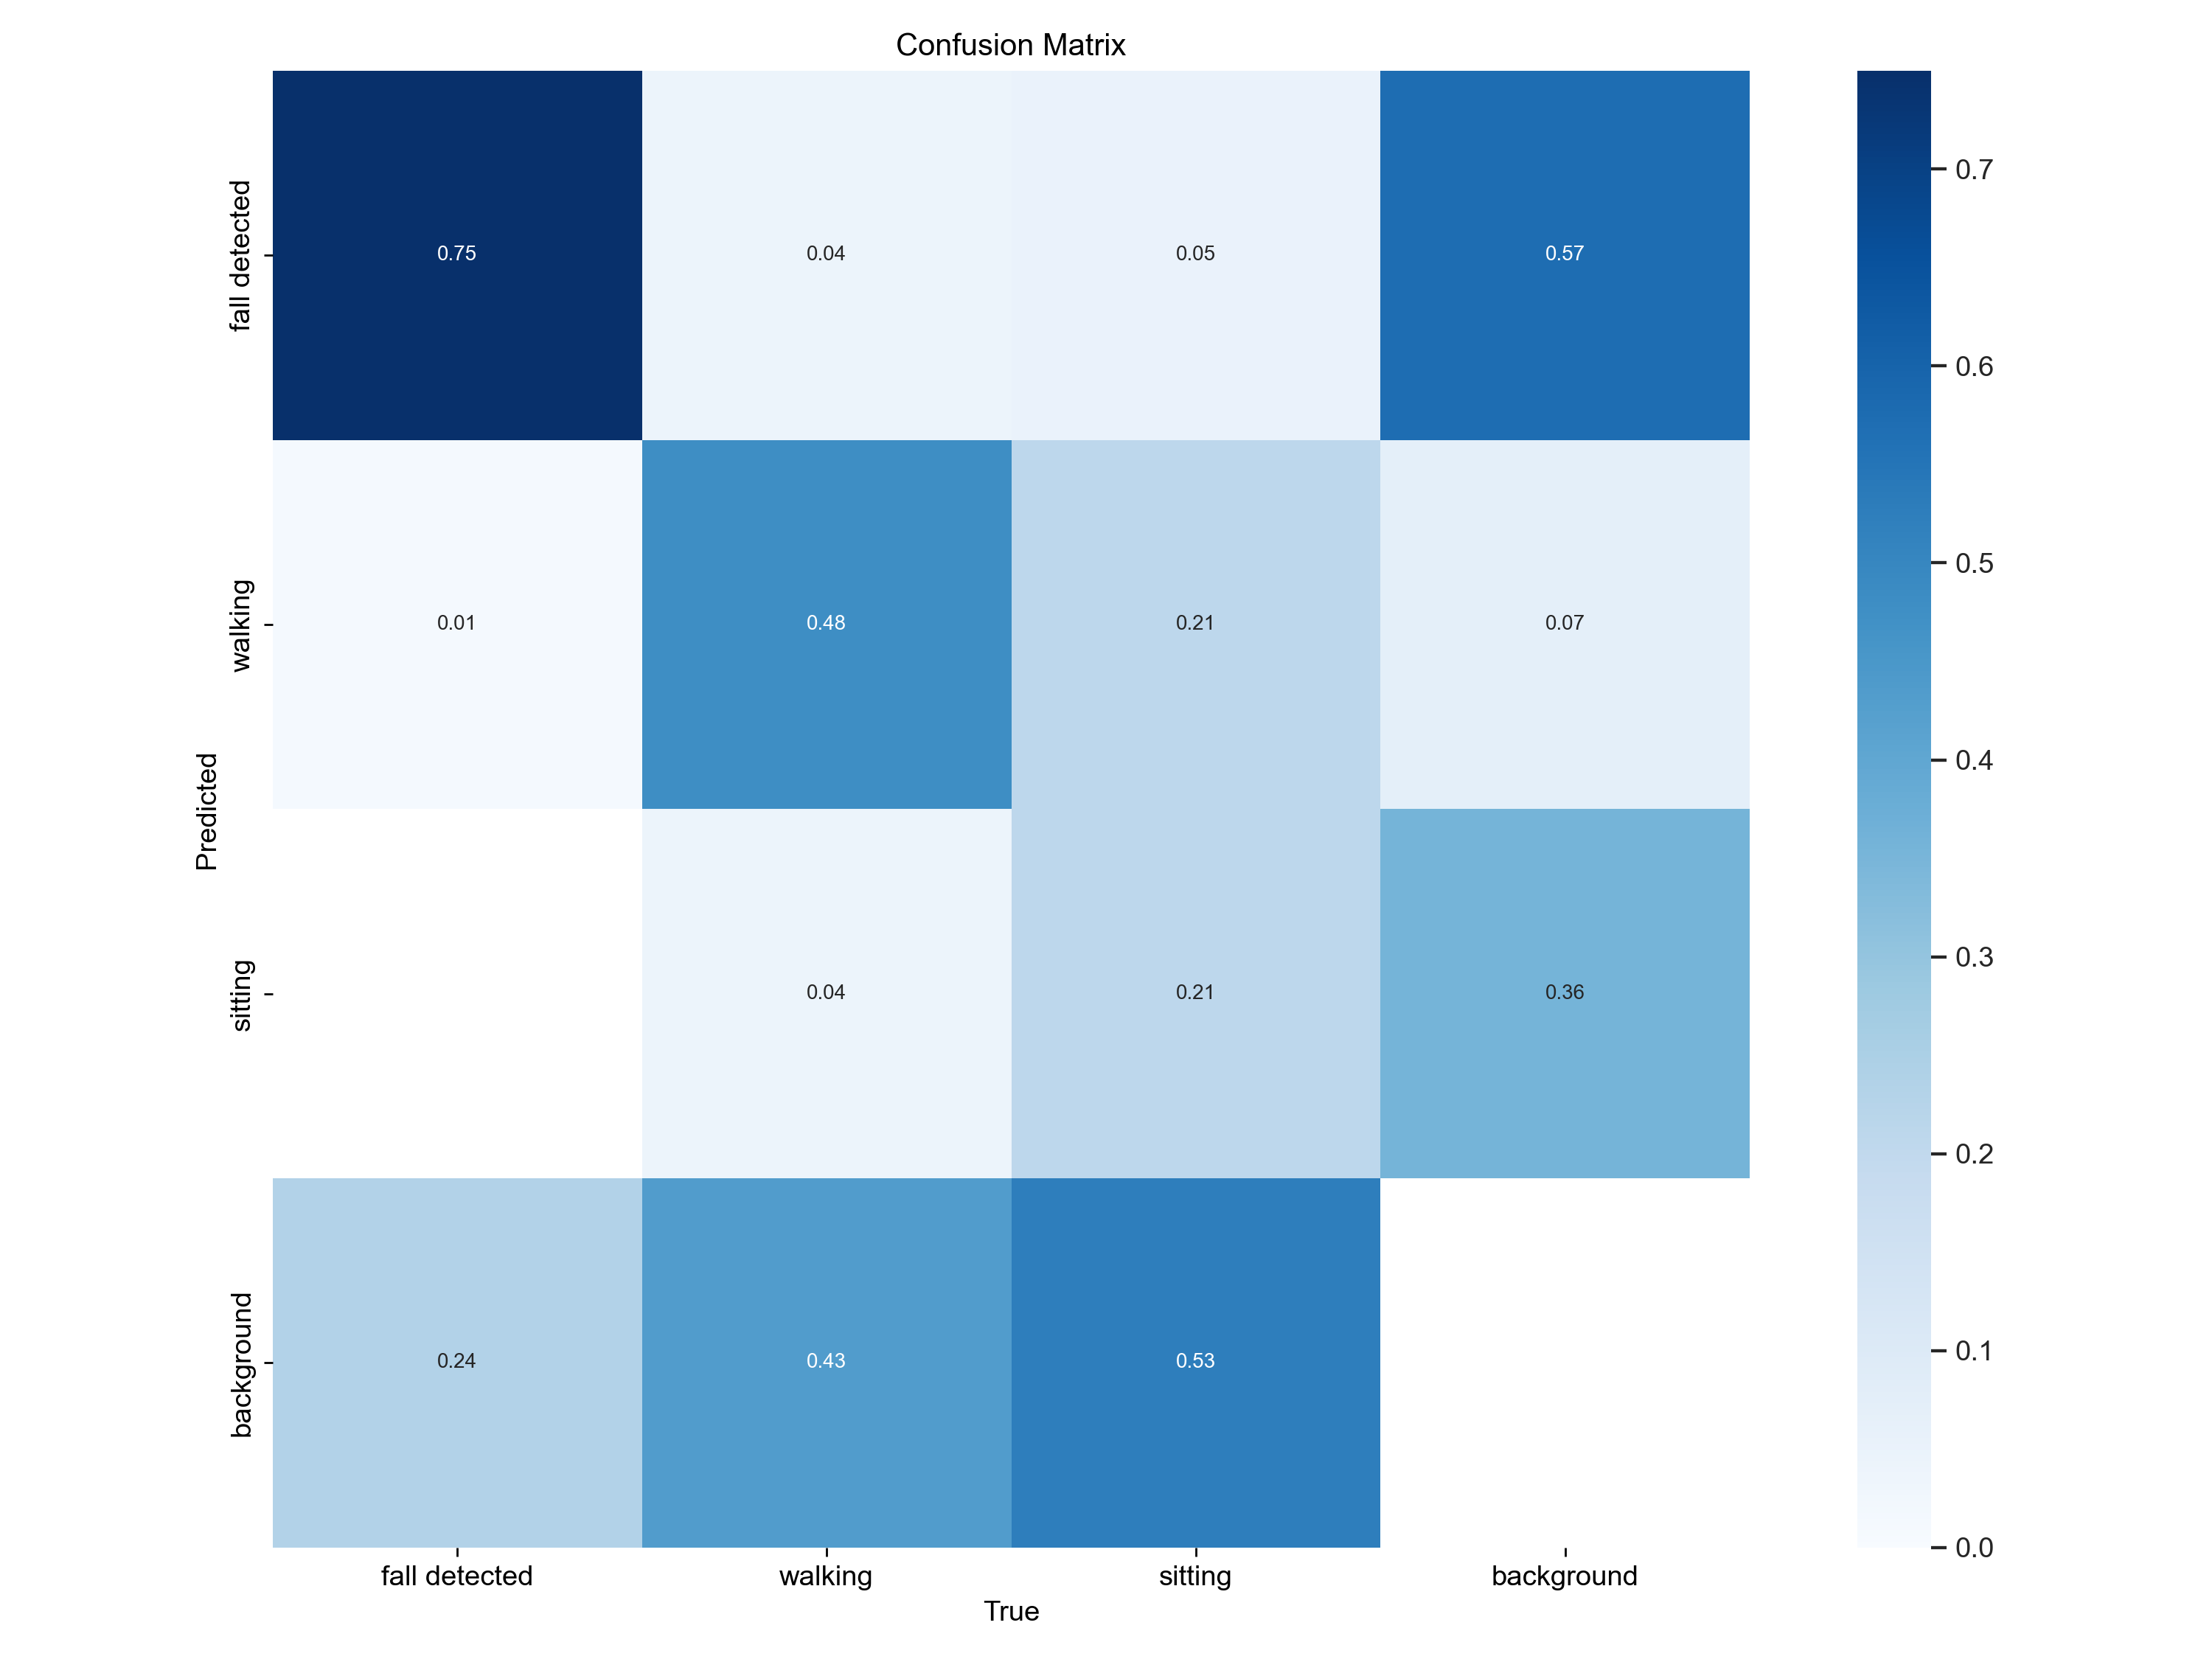 Confusion Matrix
fall detected
0.75
0.04
0.05
0.57
walking
0.01
0.48
0.21
0.07
sitting
0.04
0.21
0.36
background
0.24
0.43
0.53
Predicted
fall detected
walking
sitting
background
True
0.7
0.6
0.5
0.4
0.3
0.2
0.1
0.0